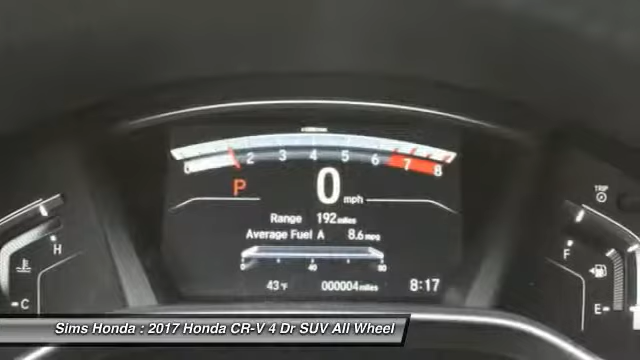 2 3 4 5 6 7 8
P 0 mph
Range 192 miles
Average Fuel A 8.6 mpg
0 40 80
43°F 000004 miles 8:17
H
C
TRIP
F
E
Sims Honda : 2017 Honda CR-V 4 Dr SUV All Wheel